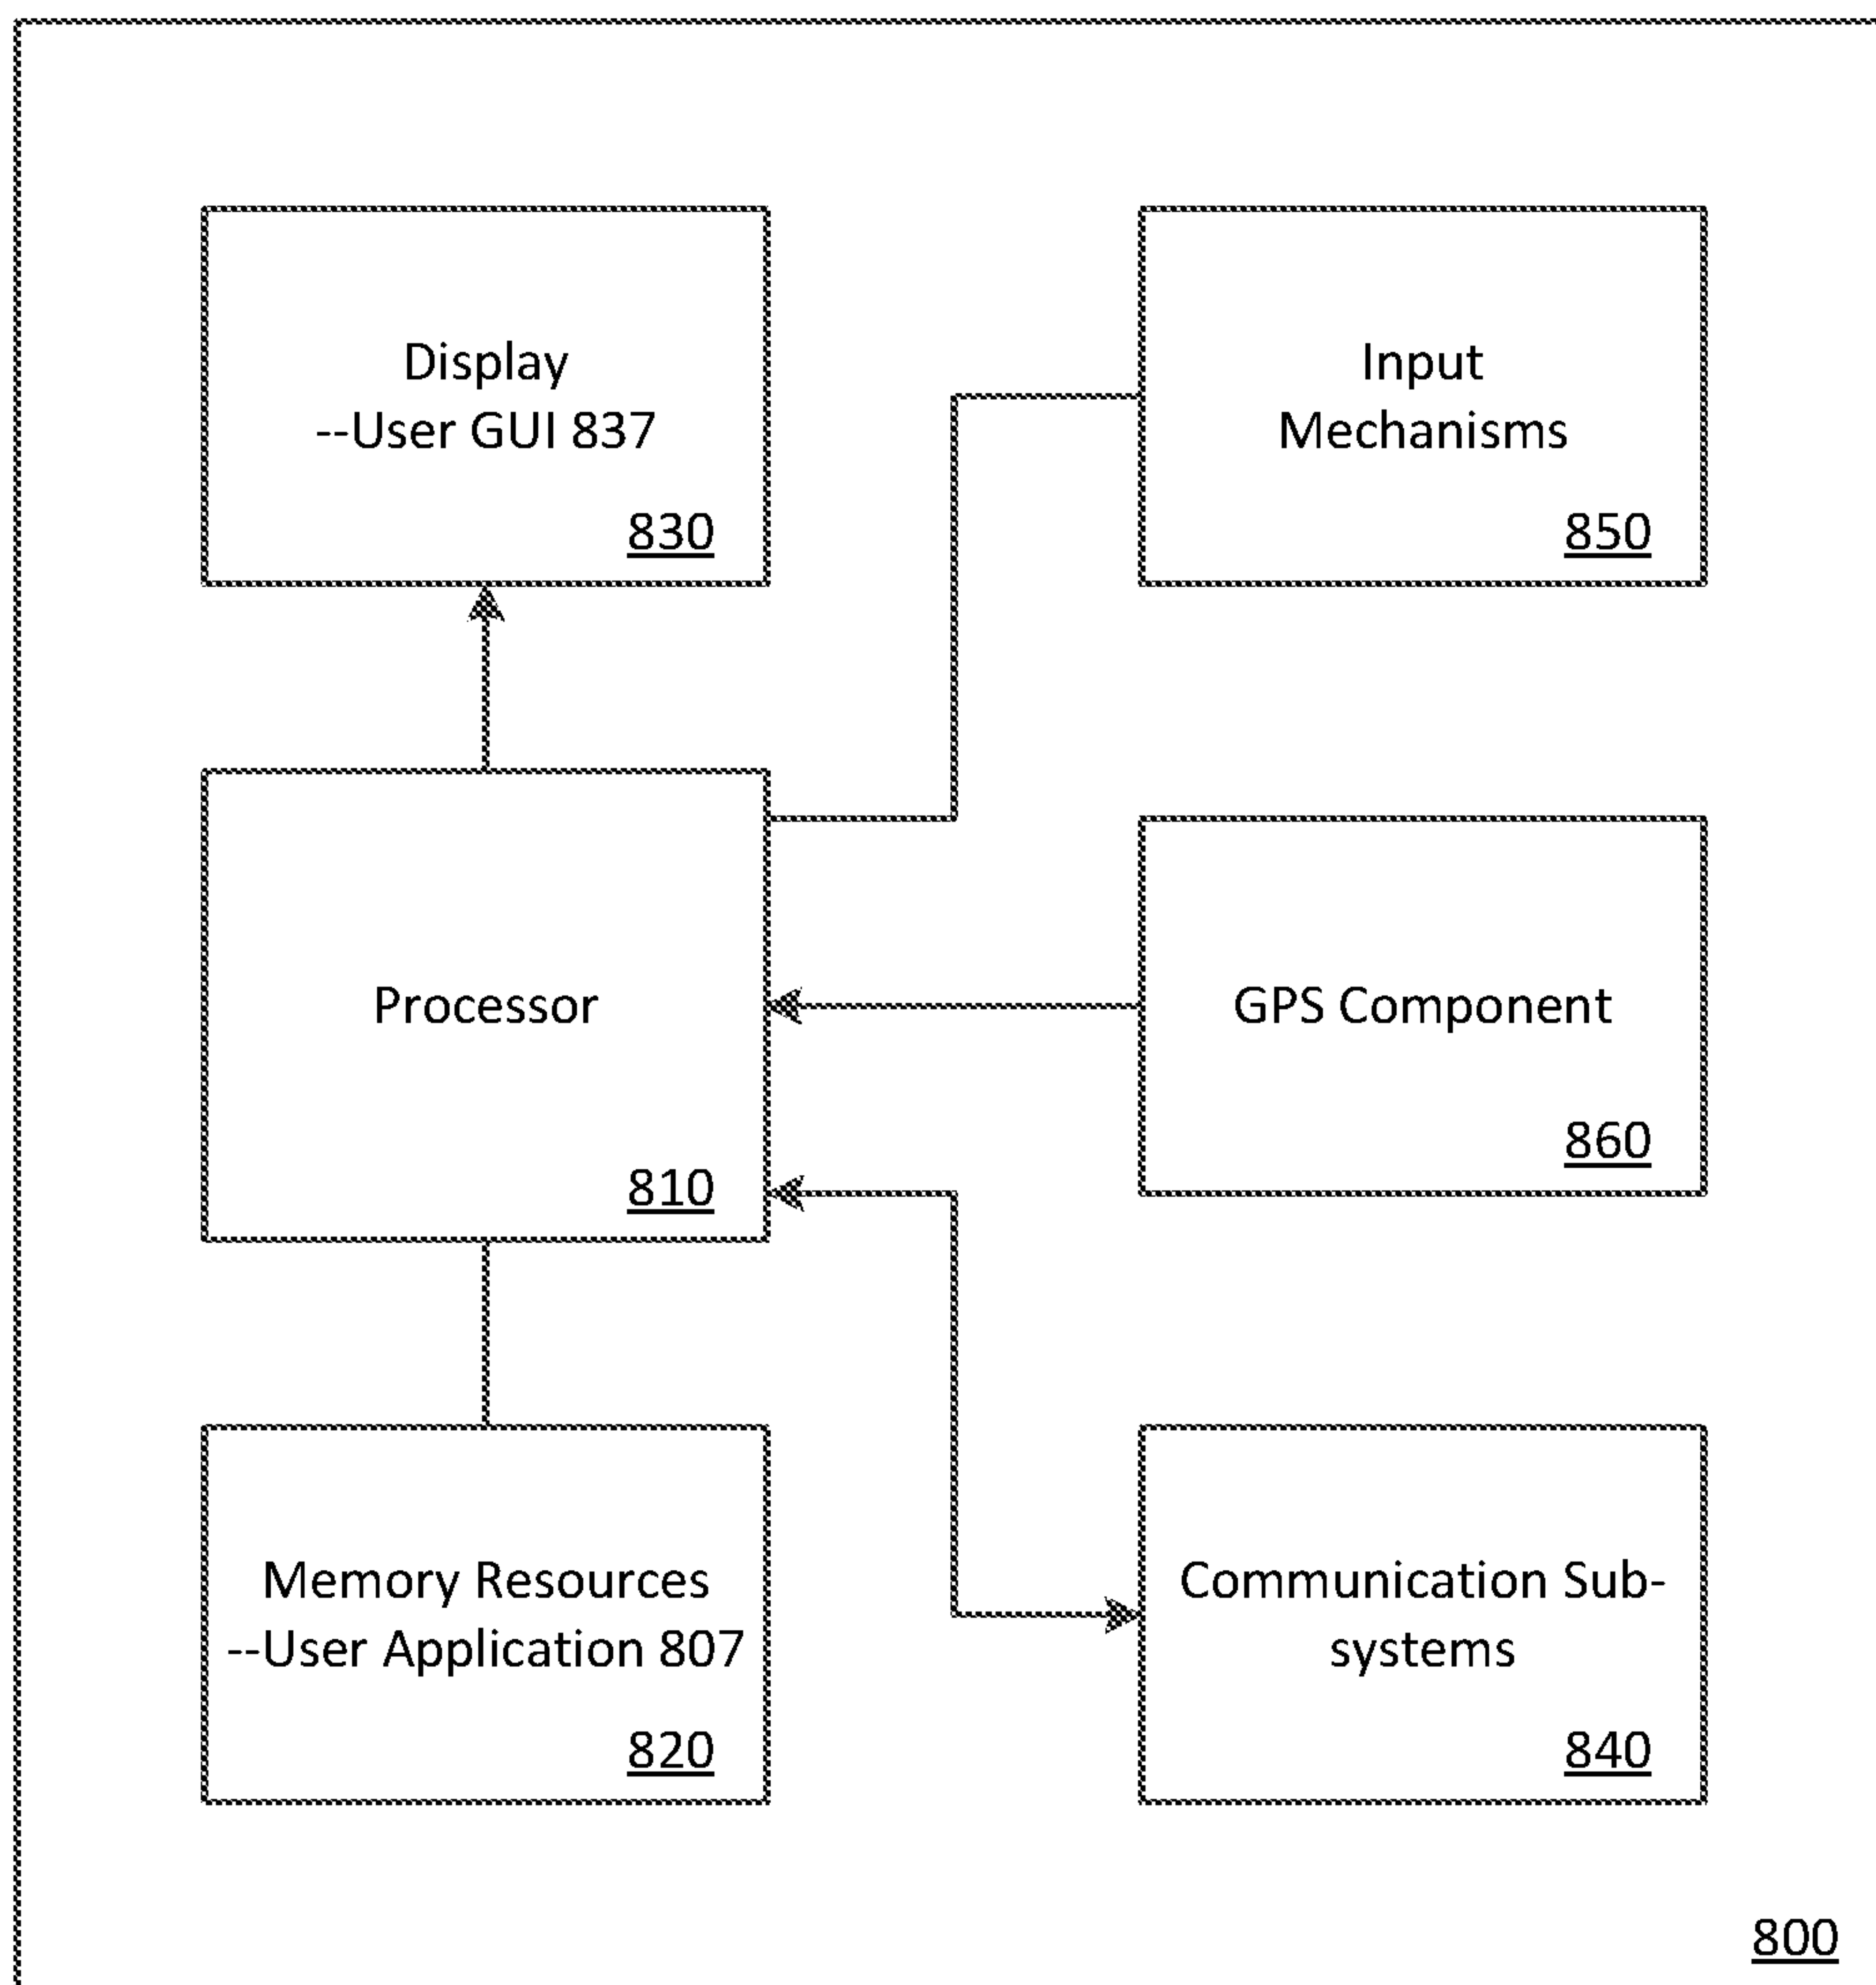 Display
--User GUI 837
830
Input
Mechanisms
850
Processor
810
GPS Component
860
Memory Resources
--User Application 807
820
Communication Sub-
systems
840
800